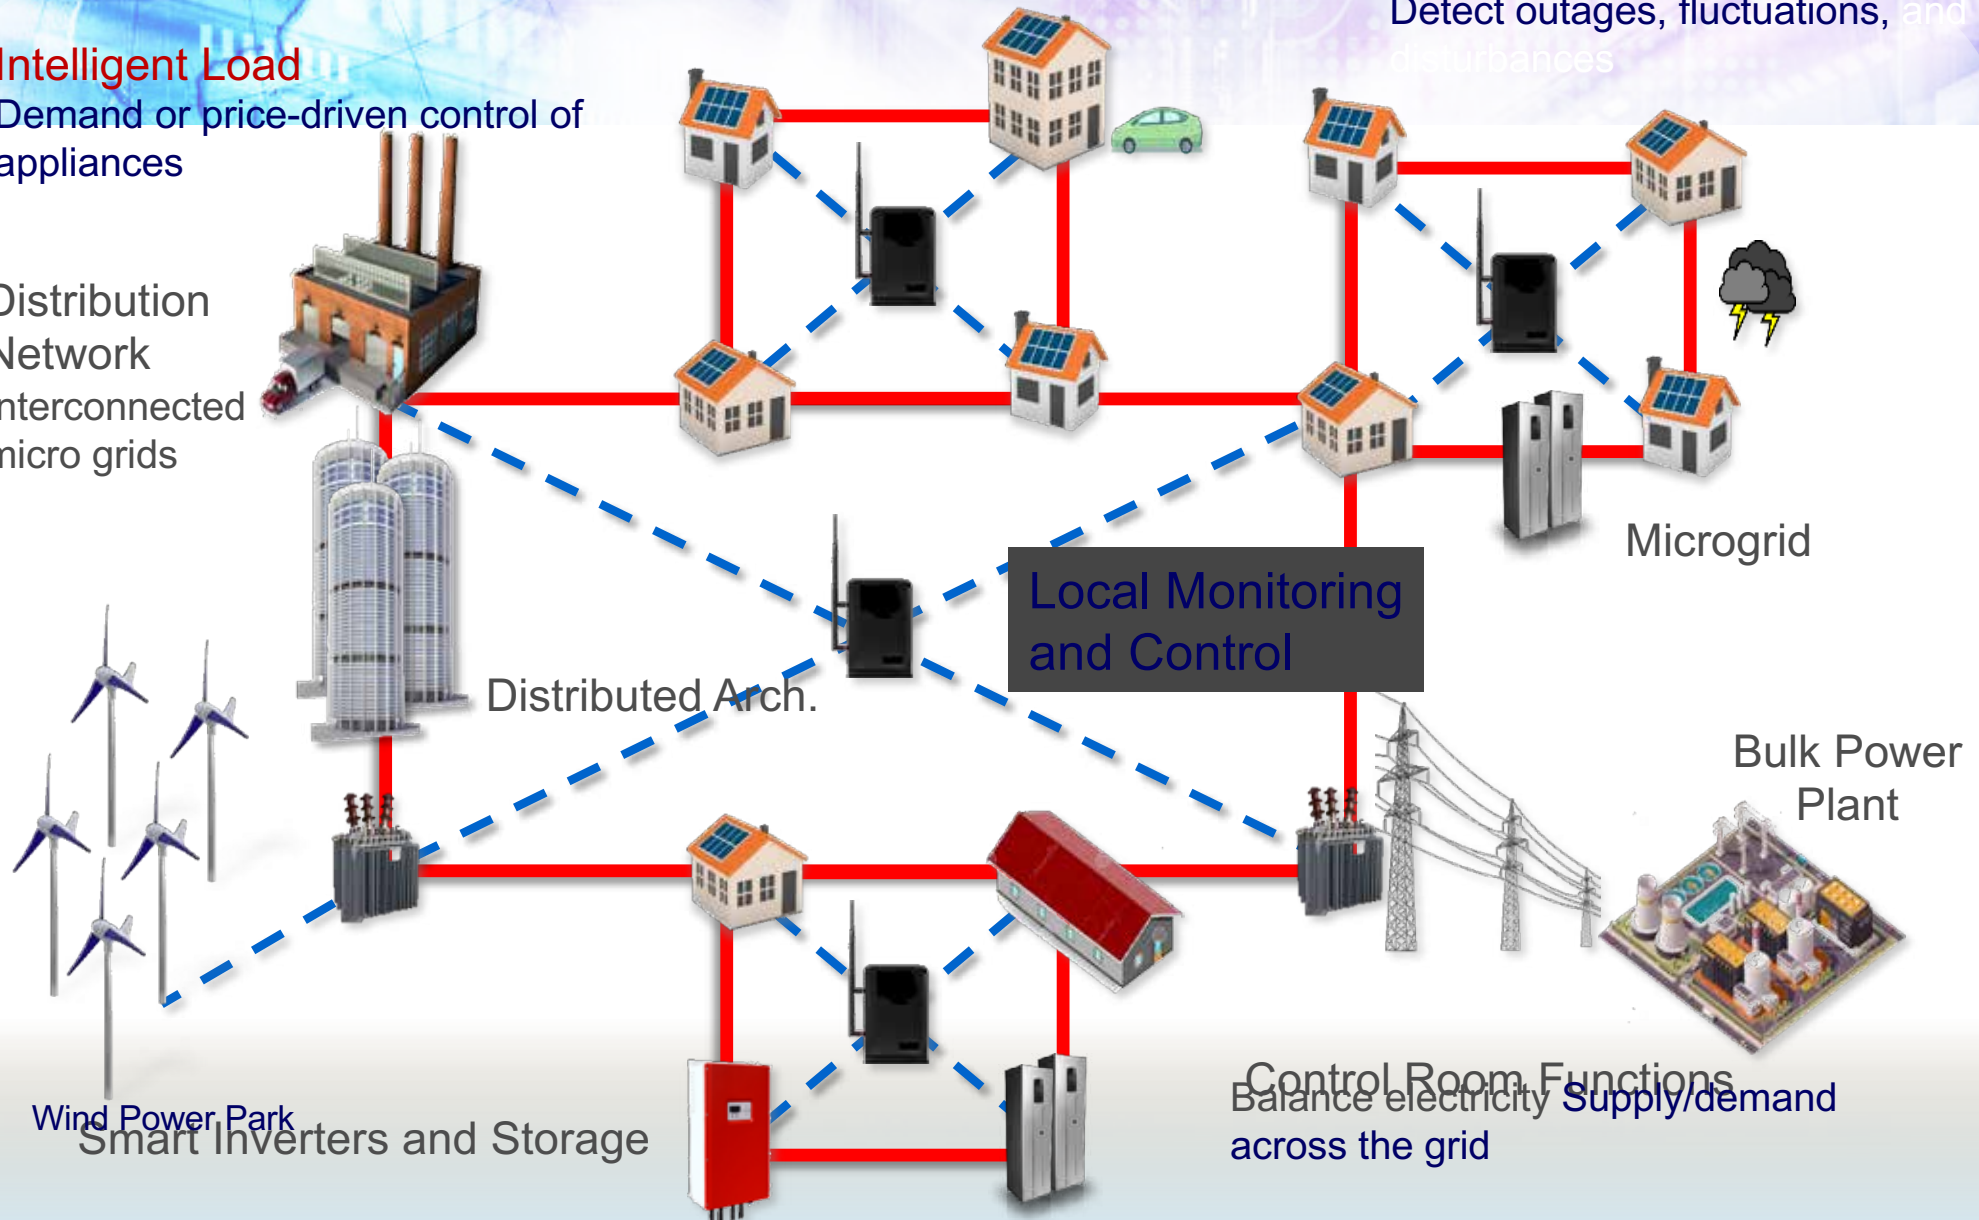 Detect outages, fluctuations, and
disturbances
Intelligent Load
Demand or price-driven control of
appliances
Distribution
Network
interconnected
micro grids
Microgrid
Local Monitoring
and Control
Distributed Arch.
Bulk Power
Plant
Wind Power Park
Smart Inverters and Storage
Control Room Functions
Balance electricity Supply/demand
across the grid